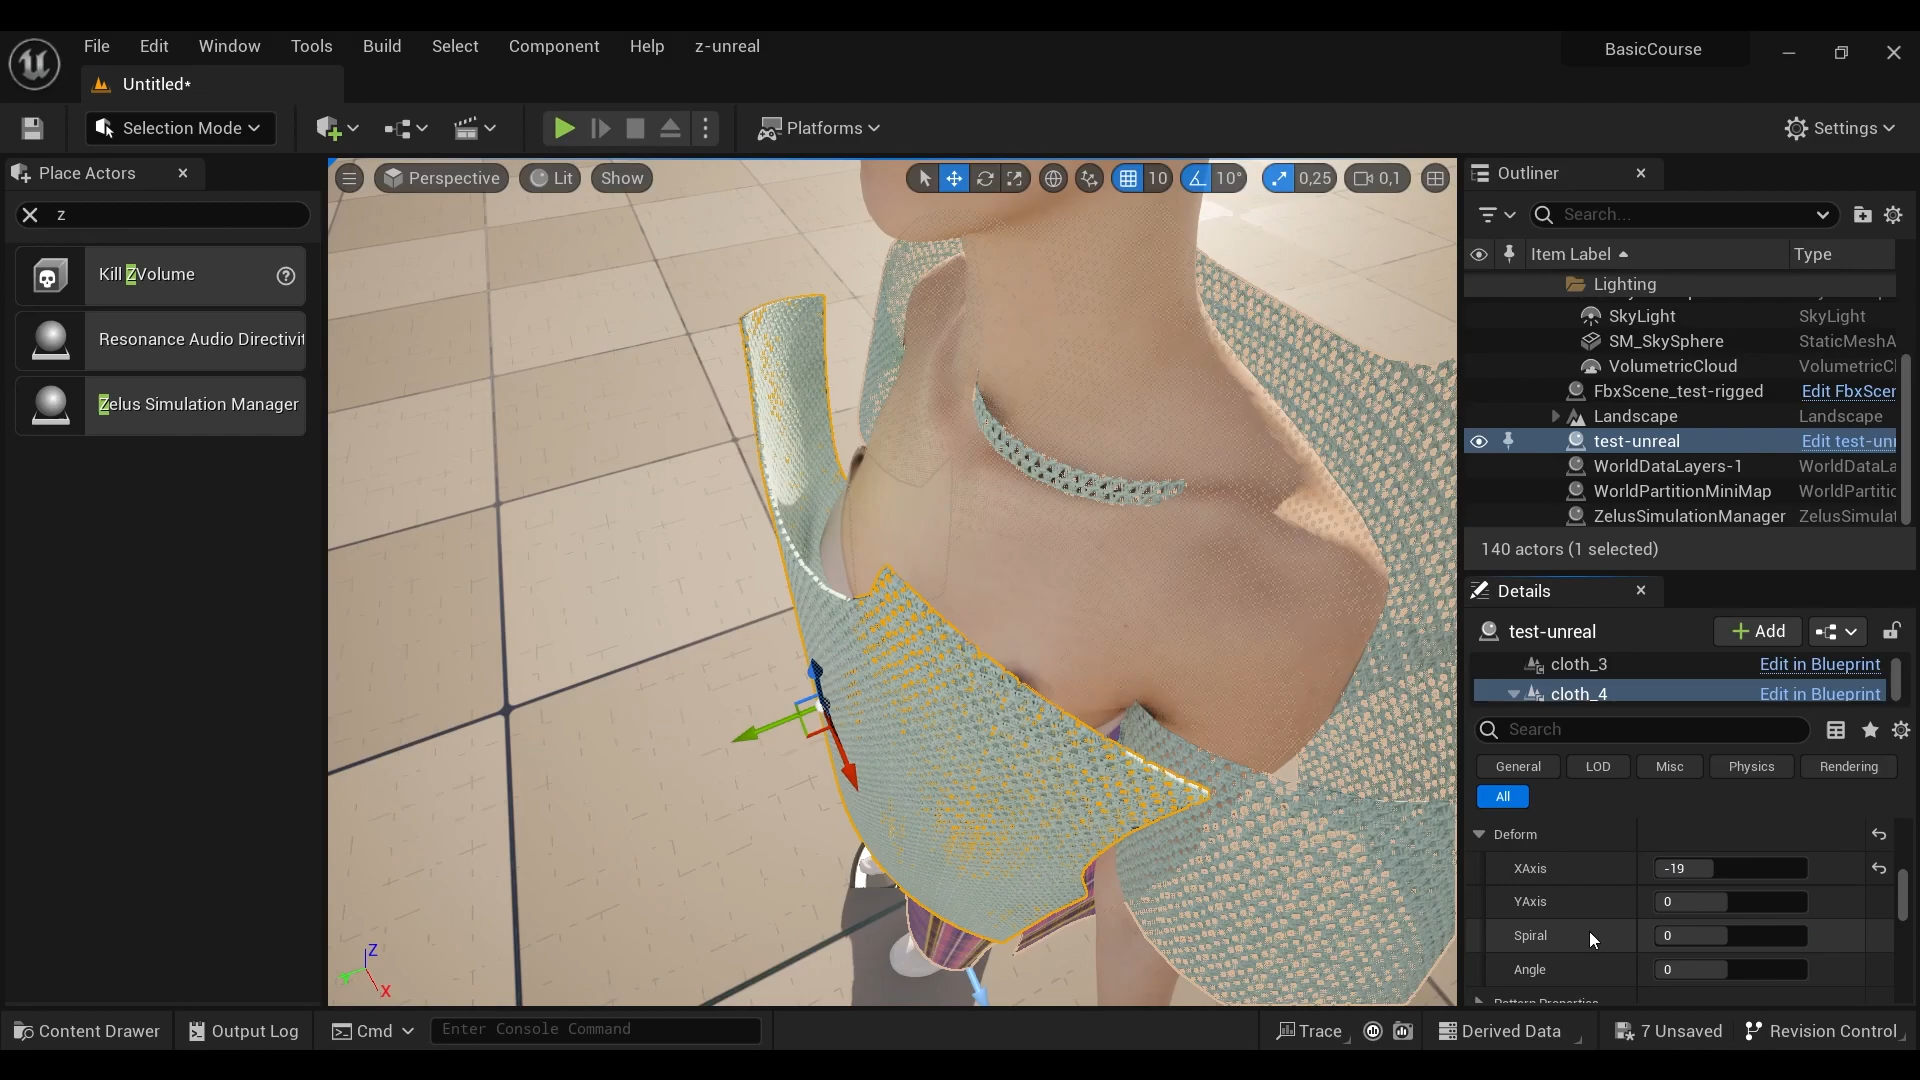 File Edit Window Tools Build Select Component Help z-unreal
BasicCourse
Untitled*
Selection Mode
Platforms
Settings
Place Actors
z
Kill ZVolume
Resonance Audio Directivit
Zelus Simulation Manager
Perspective Lit Show
10 10° 0,25 0,1
Outliner
Search...
Item Label Type
Lighting
SkyLight SkyLight
SM_SkySphere StaticMeshA
VolumetricCloud VolumetricCl
FbxScene_test-rigged Edit FbxScen
Landscape Landscape
test-unreal Edit test-unr
WorldDataLayers-1 WorldDataLa
WorldPartitionMiniMap WorldPartitic
ZelusSimulationManager ZelusSimulat
140 actors (1 selected)
Details
test-unreal Add
cloth_3 Edit in Blueprint
cloth_4 Edit in Blueprint
Search
General LOD Misc Physics Rendering
All
Deform
XAxis -19
YAxis 0
Spiral 0
Angle 0
Pattern Properties
Z
X
Content Drawer Output Log Cmd Enter Console Command Trace Derived Data 7 Unsaved Revision Control